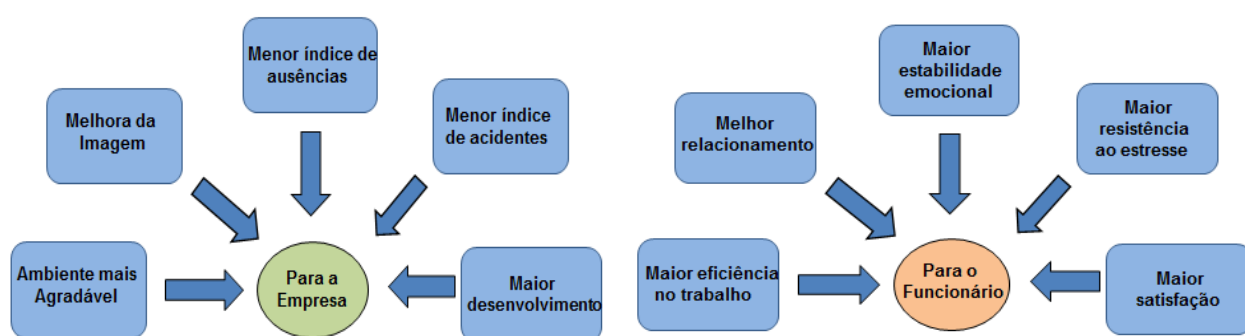 Menor índice de
ausências
Melhora da
Imagem
Menor índice
de acidentes
Ambiente mais
Agradável
Para a
Empresa
Maior
desenvolvimento
Maior
estabilidade
emocional
Melhor
relacionamento
Maior
resistência
ao estresse
Maior eficiência
no trabalho
Para o
Funcionário
Maior
satisfação